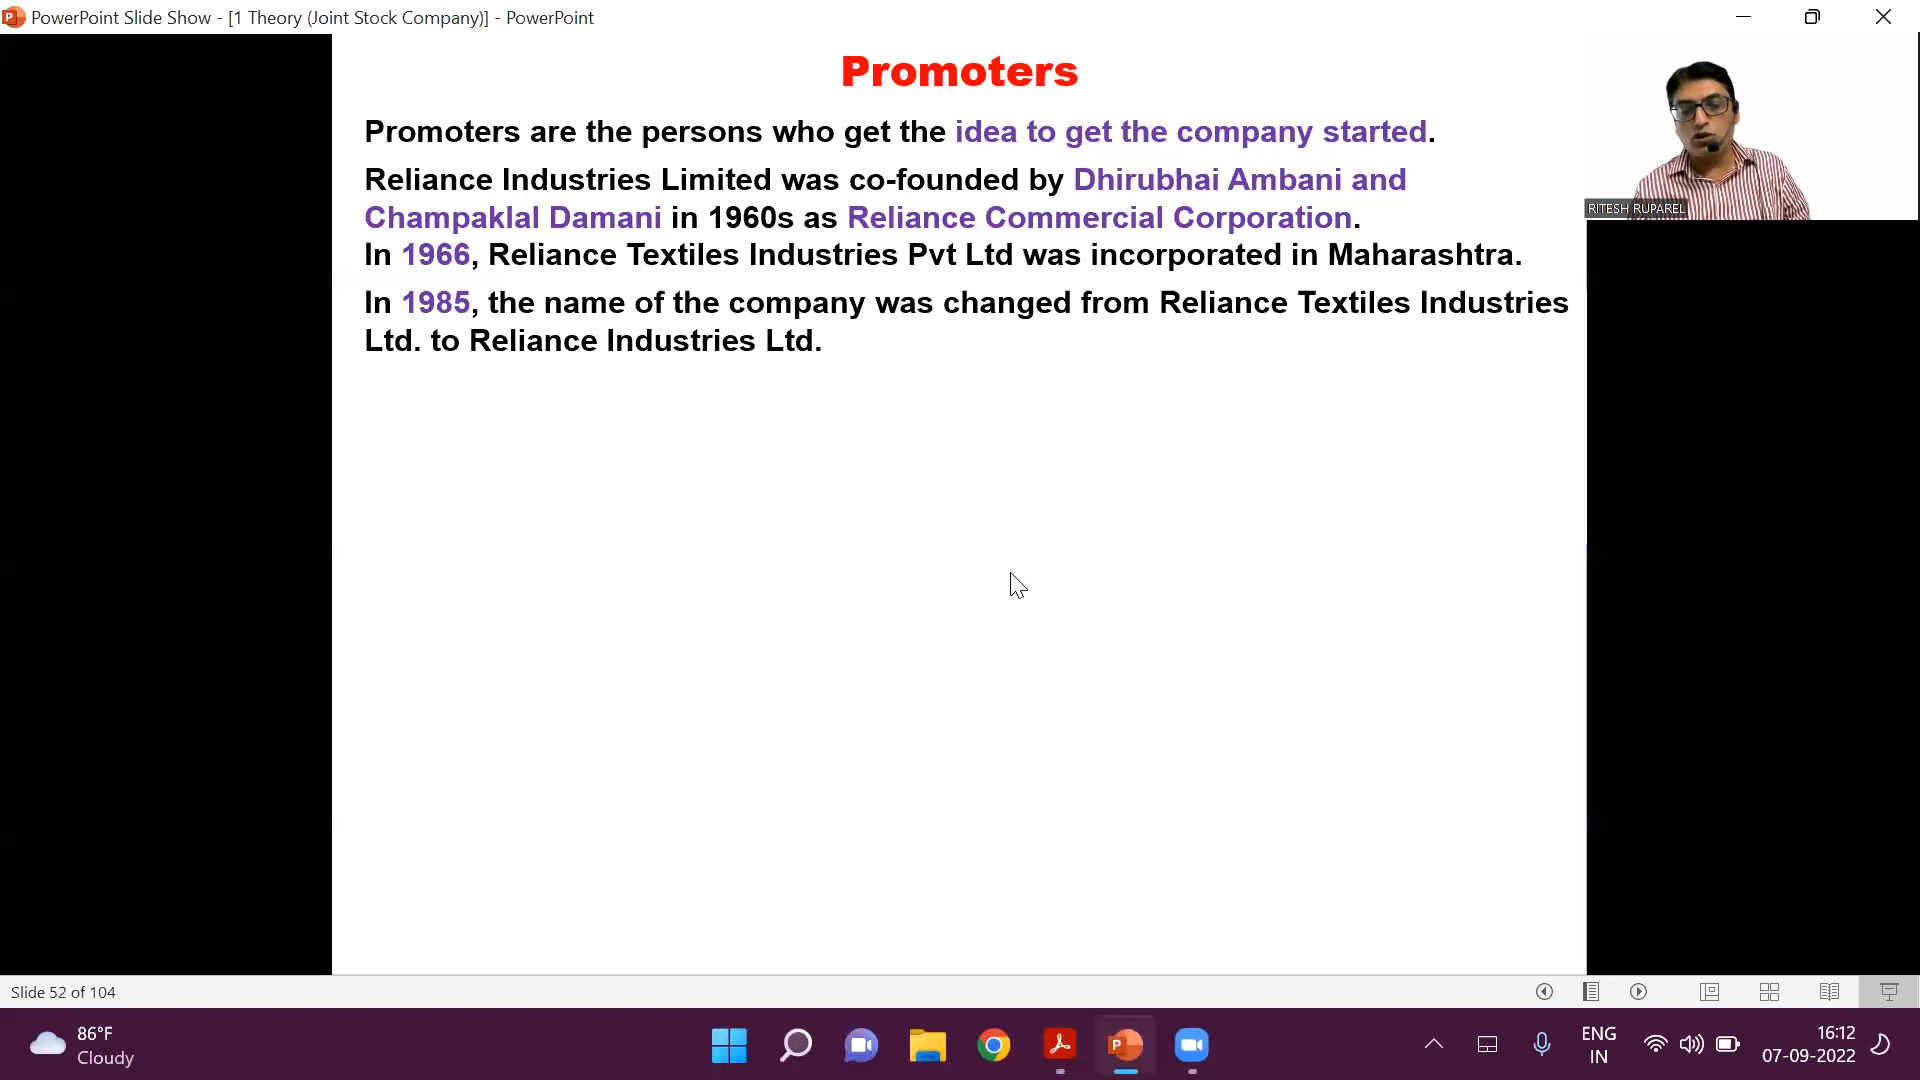 PowerPoint Slide Show - [1 Theory (Joint Stock Company)] - PowerPoint
Promoters
Promoters are the persons who get the idea to get the company started.
Reliance Industries Limited was co-founded by Dhirubhai Ambani and
Champaklal Damani in 1960s as Reliance Commercial Corporation.
In 1966, Reliance Textiles Industries Pvt Ltd was incorporated in Maharashtra.
In 1985, the name of the company was changed from Reliance Textiles Industries
Ltd. to Reliance Industries Ltd.
RITESH RUPAREL
Slide 52 of 104
86°F
Cloudy
ENG
IN
16:12
07-09-2022